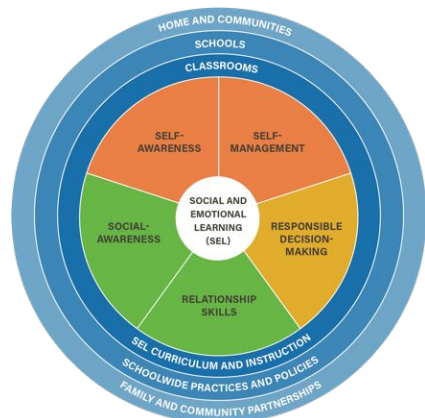 HOME AND COMMUNITIES
SCHOOLS
CLASSROOMS
SELF-
AWARENESS
SELF-
MANAGEMENT
SOCIAL AND
EMOTIONAL
LEARNING
(SEL)
SOCIAL-
AWARENESS
RESPONSIBLE
DECISION-
MAKING
RELATIONSHIP
SKILLS
SEL CURRICULUM AND INSTRUCTION
SCHOOLWIDE PRACTICES AND POLICIES
FAMILY AND COMMUNITY PARTNERSHIPS